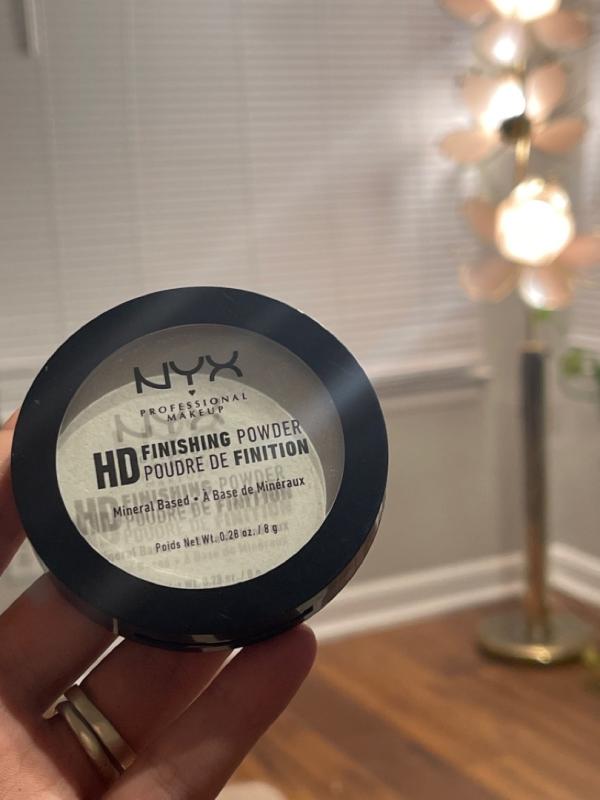 NYX
PROFESSIONAL
MAKEUP
HD FINISHING POWDER
POUDRE DE FINITION
Mineral Based • À Base de Minéraux
Poids Net Wt. 0.28 oz. / 8 g